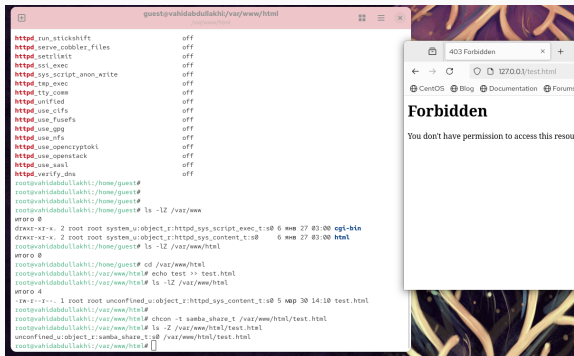 guest@vahidabdullakhi:/var/www/html
/var/www/html
httpd_run_stickshift off
httpd_serve_cobbler_files off
httpd_setrlimit off
httpd_ssi_exec off
httpd_sys_script_anon_write off
httpd_tmp_exec off
httpd_tty_comm off
httpd_unified off
httpd_use_cifs off
httpd_use_fusefs off
httpd_use_gpg off
httpd_use_nfs off
httpd_use_opencryptoki off
httpd_use_openstack off
httpd_use_sasl off
httpd_verify_dns off
root@vahidabdullakhi:/home/guest#
root@vahidabdullakhi:/home/guest#
root@vahidabdullakhi:/home/guest#
root@vahidabdullakhi:/home/guest# ls -lZ /var/www
итого 0
drwxr-xr-x. 2 root root system_u:object_r:httpd_sys_script_exec_t:s0 6 янв 27 03:00 cgi-bin
drwxr-xr-x. 2 root root system_u:object_r:httpd_sys_content_t:s0 6 янв 27 03:00 html
root@vahidabdullakhi:/home/guest# ls -lZ /var/www/html
итого 0
root@vahidabdullakhi:/home/guest# cd /var/www/html
root@vahidabdullakhi:/var/www/html# echo test >> test.html
root@vahidabdullakhi:/var/www/html# ls -lZ /var/www/html
итого 4
-rw-r--r--. 1 root root unconfined_u:object_r:httpd_sys_content_t:s0 5 мар 30 14:10 test.html
root@vahidabdullakhi:/var/www/html#
root@vahidabdullakhi:/var/www/html# chcon -t samba_share_t /var/www/html/test.html
root@vahidabdullakhi:/var/www/html# ls -Z /var/www/html/test.html
unconfined_u:object_r:samba_share_t:s0 /var/www/html/test.html
root@vahidabdullakhi:/var/www/html#
403 Forbidden
127.0.0.1/test.html
CentOS Blog Documentation Forums
Forbidden
You don't have permission to access this resou